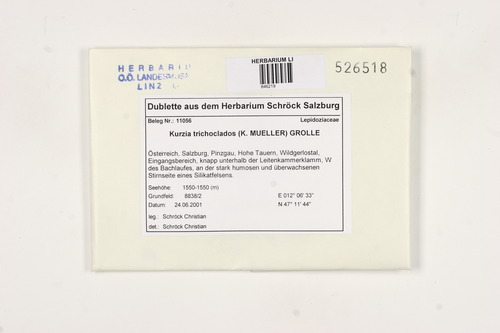 HERBARIUM LI
HERBARIU
O.Ö. LANDESMUSEUM
LINZ
526518
Dublette aus dem Herbarium Schröck Salzburg
Beleg Nr.: 11056 Lepidoziaceae
Kurzia trichoclados (K. MUELLER) GROLLE
Österreich, Salzburg, Pinzgau, Hohe Tauern, Wildgerlostal,
Eingangsbereich, knapp unterhalb der Leitenkammerklamm, W
des Bachlaufes, an der stark humosen und überwachsenen
Stirnseite eines Silikatfelsens.
Seehöhe: 1550-1550 (m)
Grundfeld: 8838/2 E 012° 06' 33"
Datum: 24.06.2001 N 47° 11' 44"
leg.: Schröck Christian
det.: Schröck Christian